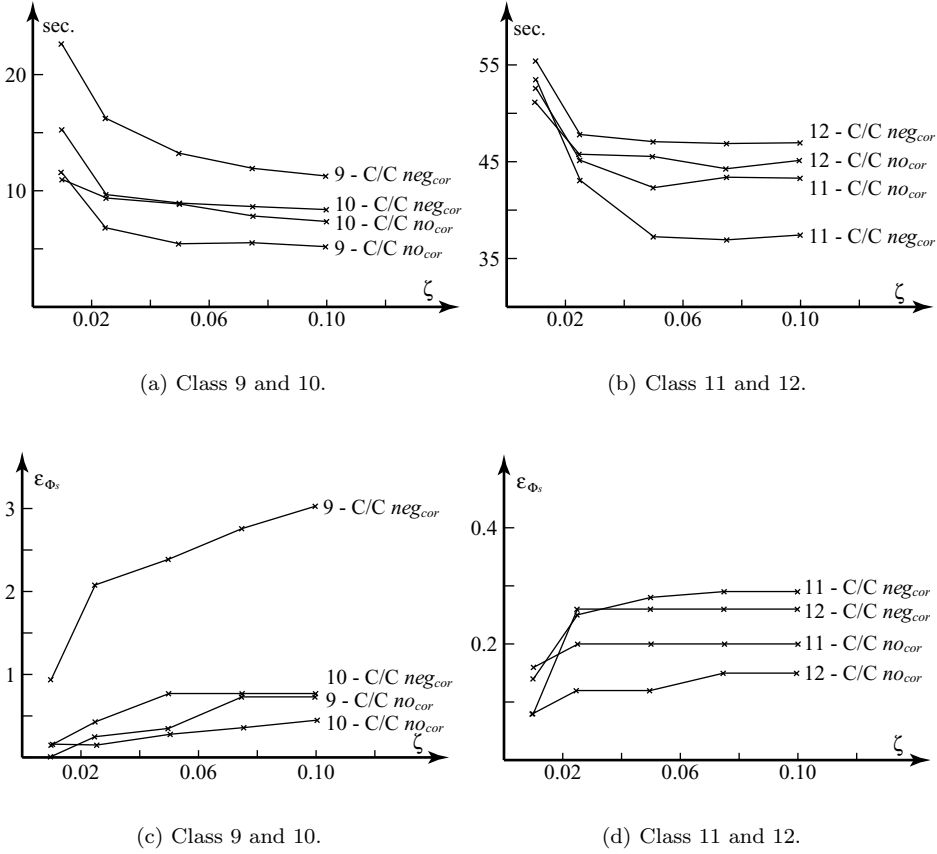 sec.
20
10
9 - C/C neg_cor
10 - C/C neg_cor
10 - C/C no_cor
9 - C/C no_cor
ζ
0.02
0.06
0.10
(a) Class 9 and 10.
sec.
55
45
35
12 - C/C neg_cor
12 - C/C no_cor
11 - C/C no_cor
11 - C/C neg_cor
ζ
0.02
0.06
0.10
(b) Class 11 and 12.
ε_Φs
3
2
1
9 - C/C neg_cor
10 - C/C neg_cor
9 - C/C no_cor
10 - C/C no_cor
ζ
0.02
0.06
0.10
(c) Class 9 and 10.
ε_Φs
0.4
0.2
11 - C/C neg_cor
12 - C/C neg_cor
11 - C/C no_cor
12 - C/C no_cor
ζ
0.02
0.06
0.10
(d) Class 11 and 12.